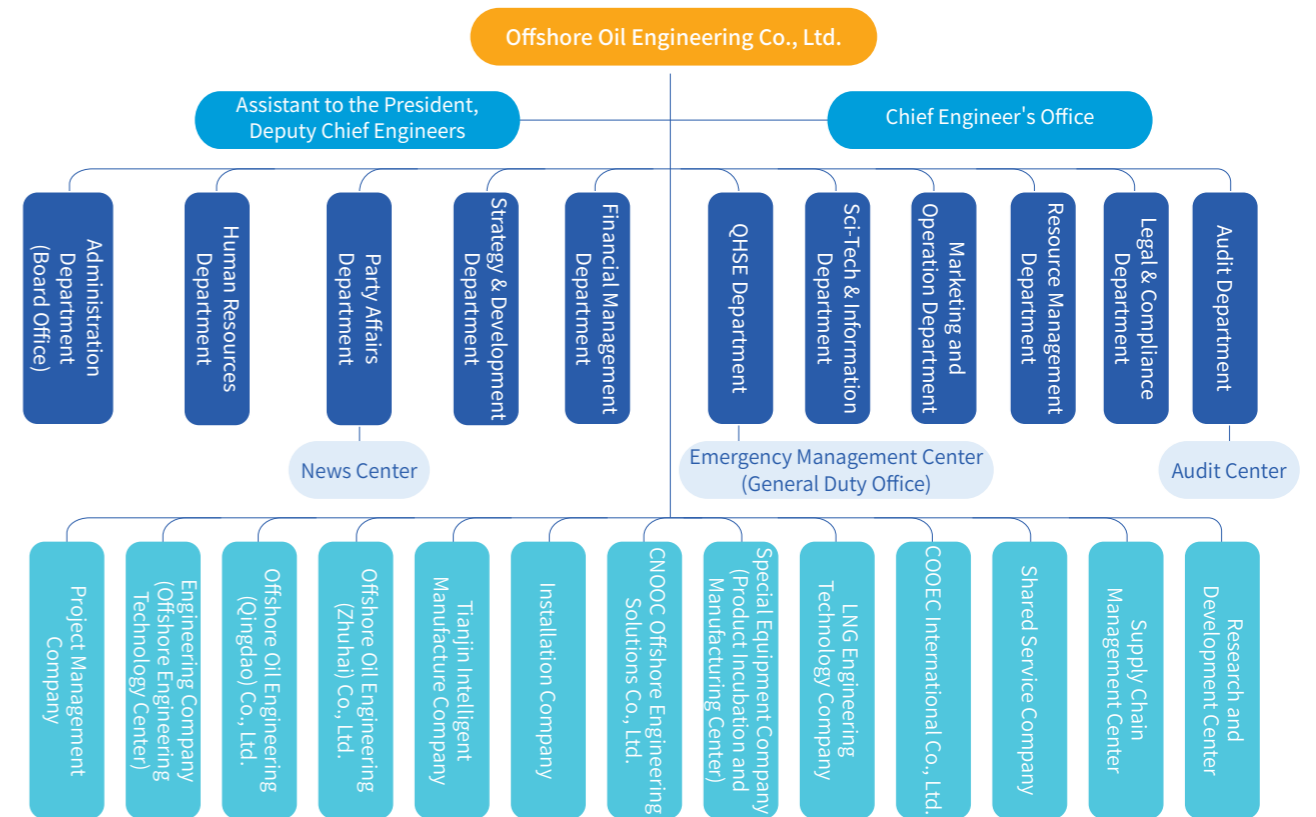 Offshore Oil Engineering Co., Ltd.
Assistant to the President,
Deputy Chief Engineers
Chief Engineer's Office
Administration
Department
(Board Office)
Human Resources
Department
Party Affairs
Department
Strategy & Development
Department
Financial Management
Department
QHSE Department
Sci-Tech & Information
Department
Marketing and
Operation Department
Resource Management
Department
Legal & Compliance
Department
Audit Department
News Center
Emergency Management Center
(General Duty Office)
Audit Center
Project Management
Company
Engineering Company
(Offshore Engineering
Technology Center)
Offshore Oil Engineering
(Qingdao) Co., Ltd.
Offshore Oil Engineering
(Zhuhai) Co., Ltd.
Tianjin Intelligent
Manufacture Company
Installation Company
CNOOC Offshore Engineering
Solutions Co., Ltd.
Special Equipment Company
(Product Incubation and
Manufacturing Center)
LNG Engineering
Technology Company
COOEC International Co., Ltd.
Shared Service Company
Supply Chain
Management Center
Research and
Development Center